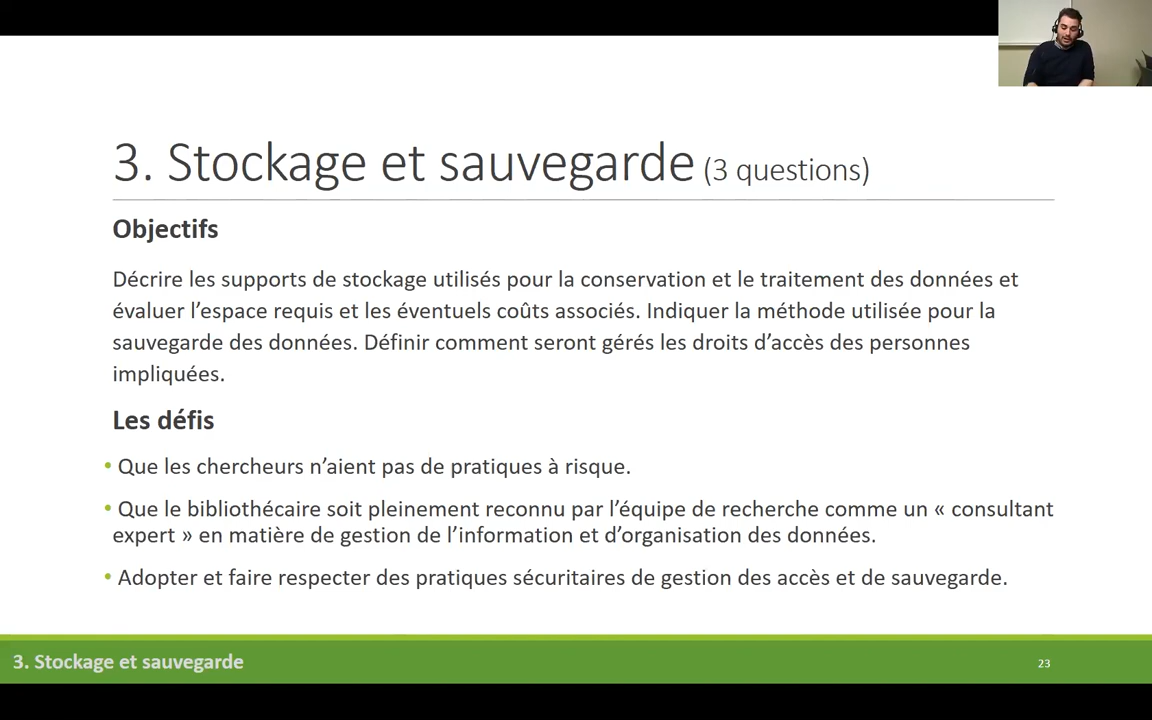 3. Stockage et sauvegarde (3 questions)
Objectifs
Décrire les supports de stockage utilisés pour la conservation et le traitement des données et
évaluer l’espace requis et les éventuels coûts associés. Indiquer la méthode utilisée pour la
sauvegarde des données. Définir comment seront gérés les droits d’accès des personnes
impliquées.
Les défis
• Que les chercheurs n’aient pas de pratiques à risque.
• Que le bibliothécaire soit pleinement reconnu par l’équipe de recherche comme un « consultant
expert » en matière de gestion de l’information et d’organisation des données.
• Adopter et faire respecter des pratiques sécuritaires de gestion des accès et de sauvegarde.
3. Stockage et sauvegarde
23